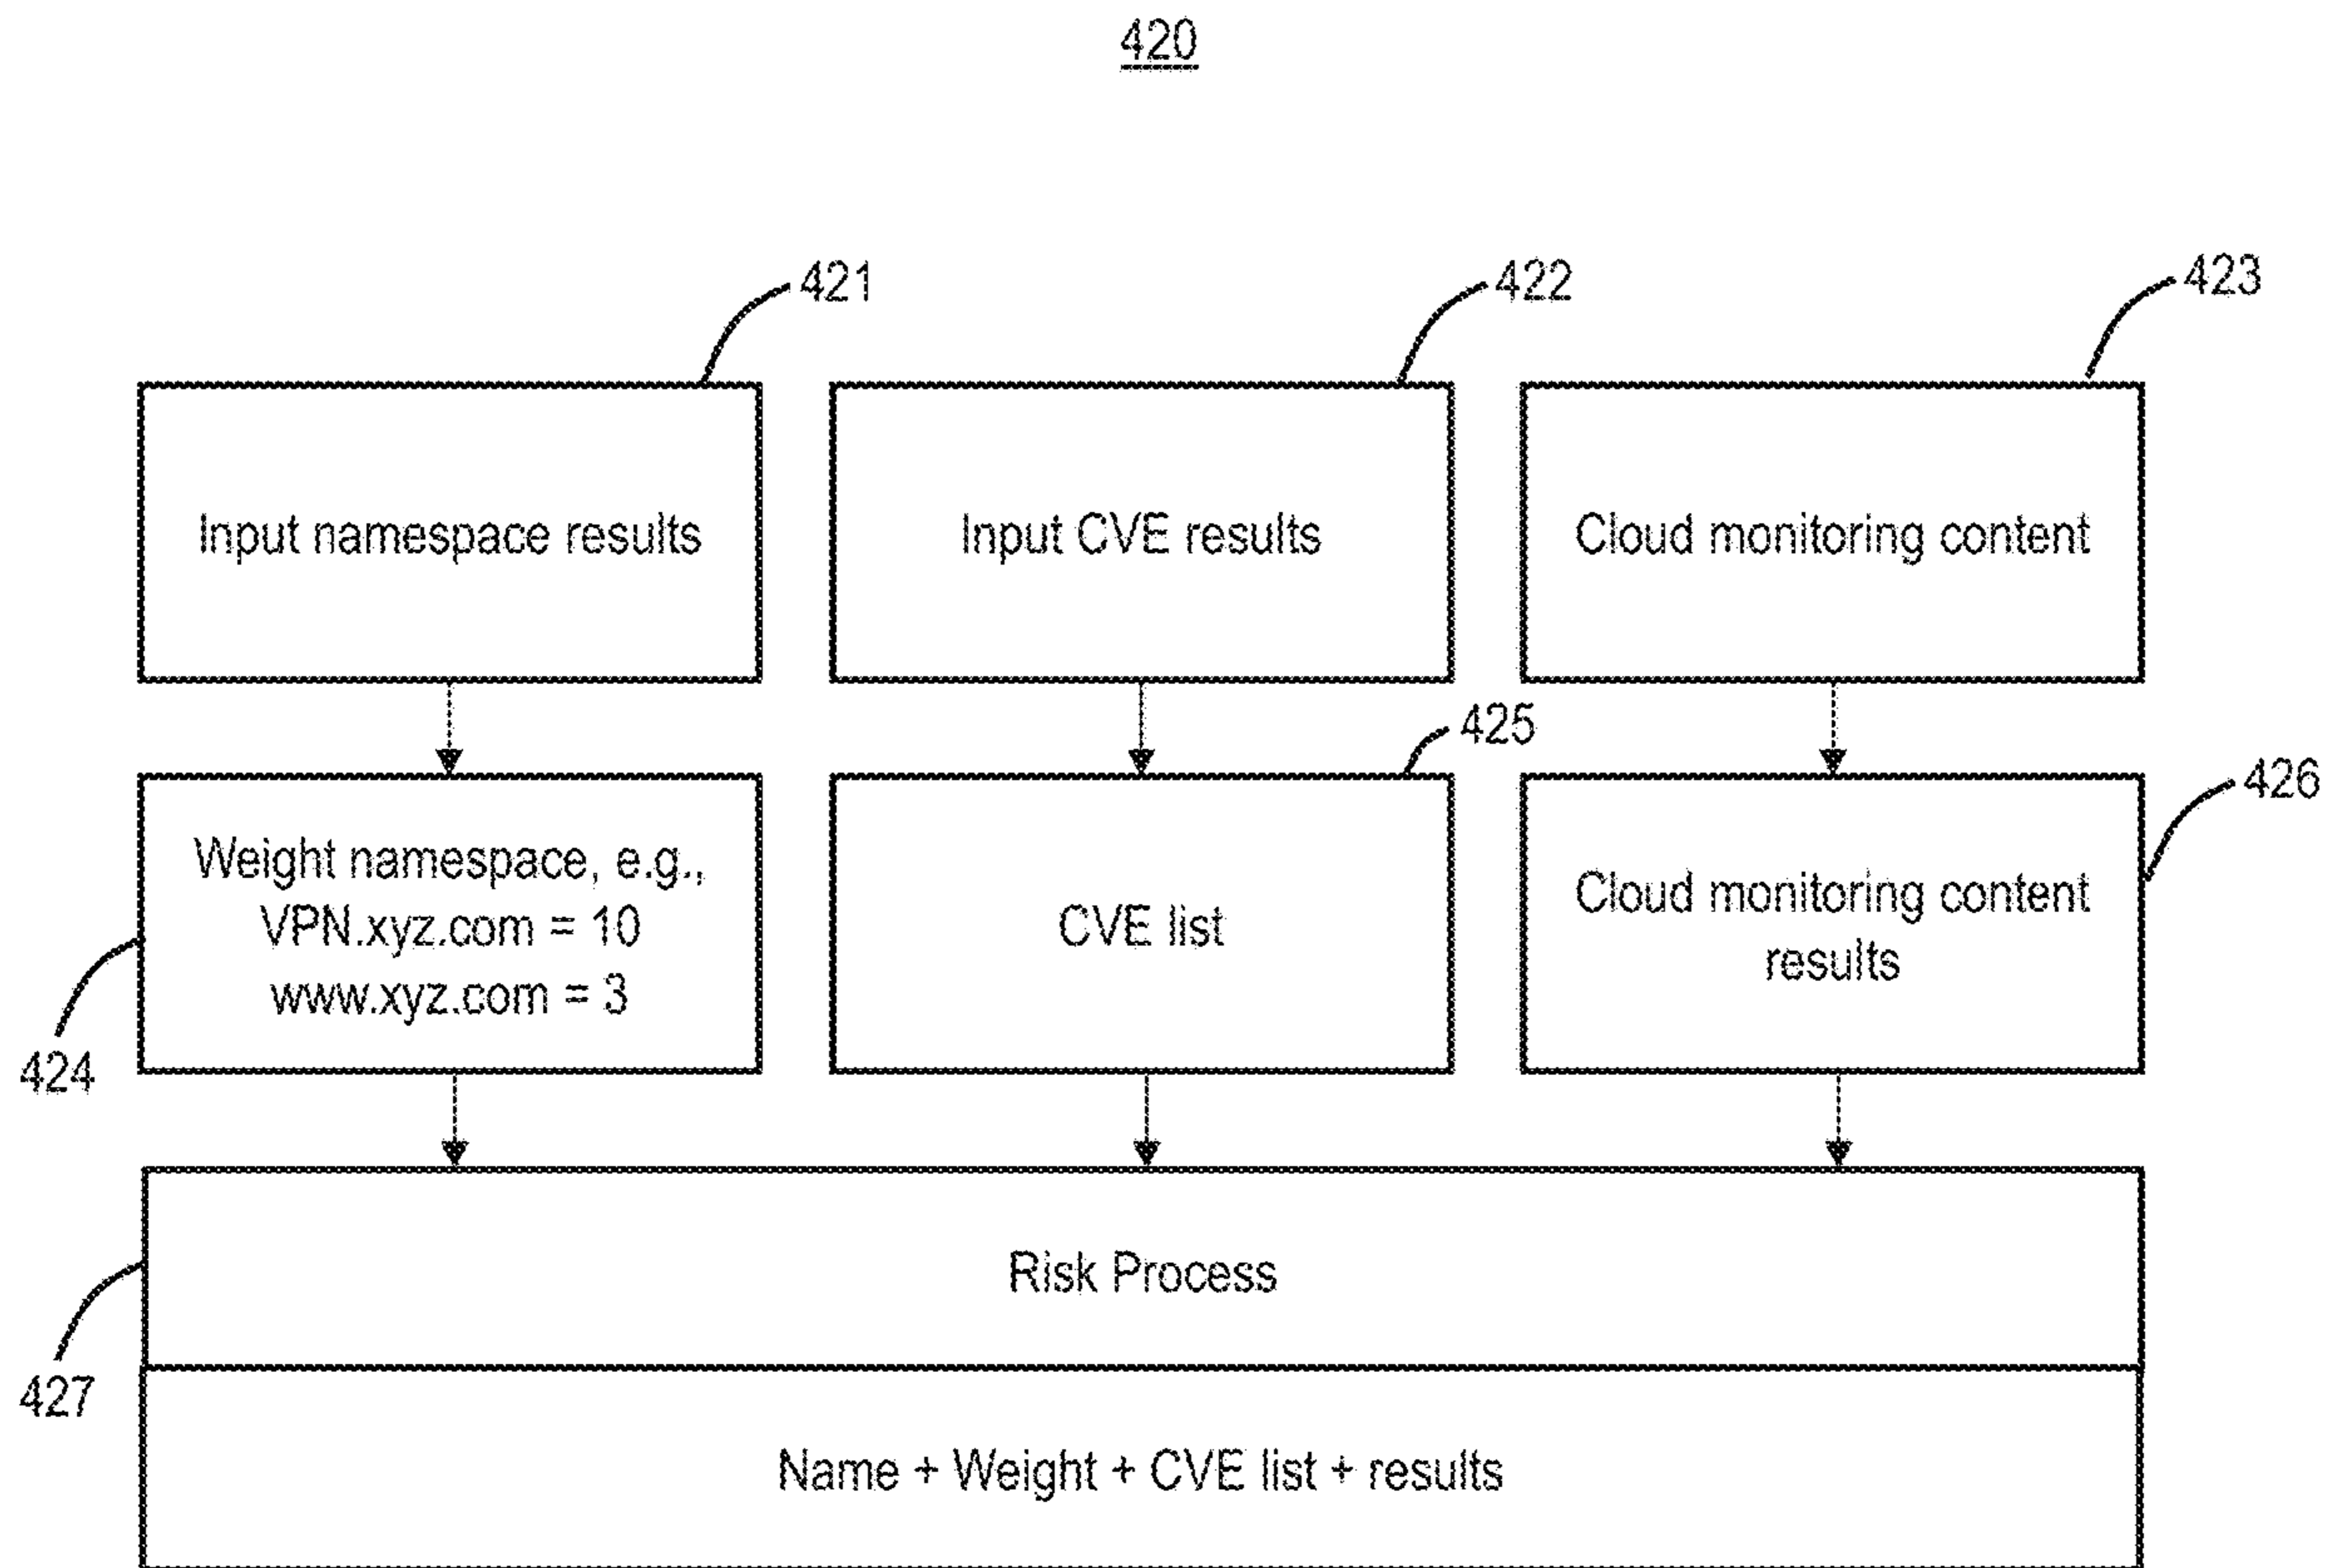 420
421
422
423
Input namespace results
Input CVE results
Cloud monitoring content
425
426
Weight namespace, e.g.,
VPN.xyz.com = 10
www.xyz.com = 3
CVE list
Cloud monitoring content
results
424
Risk Process
427
Name + Weight + CVE list + results